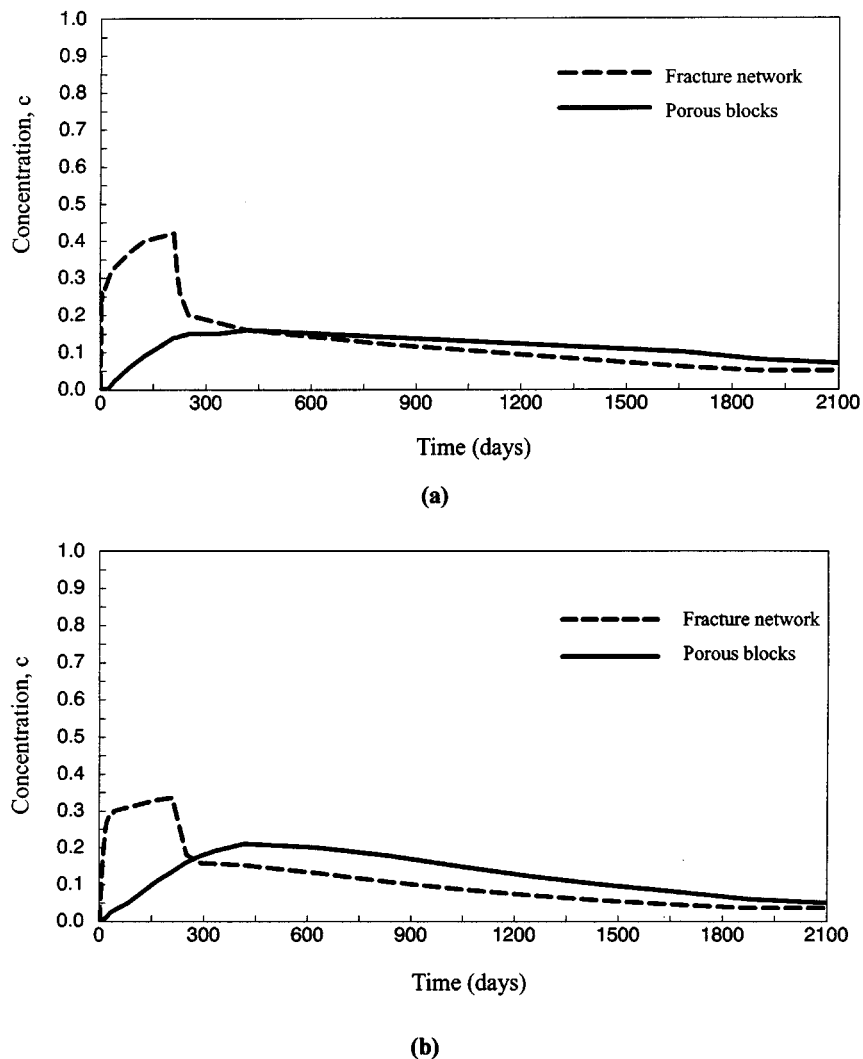 1.0
0.9
0.8
0.7
0.6
0.5
0.4
0.3
0.2
0.1
0.0
Concentration, c
Fracture network
Porous blocks
0 300 600 900 1200 1500 1800 2100
Time (days)
(a)
1.0
0.9
0.8
0.7
0.6
0.5
0.4
0.3
0.2
0.1
0.0
Concentration, c
Fracture network
Porous blocks
0 300 600 900 1200 1500 1800 2100
Time (days)
(b)